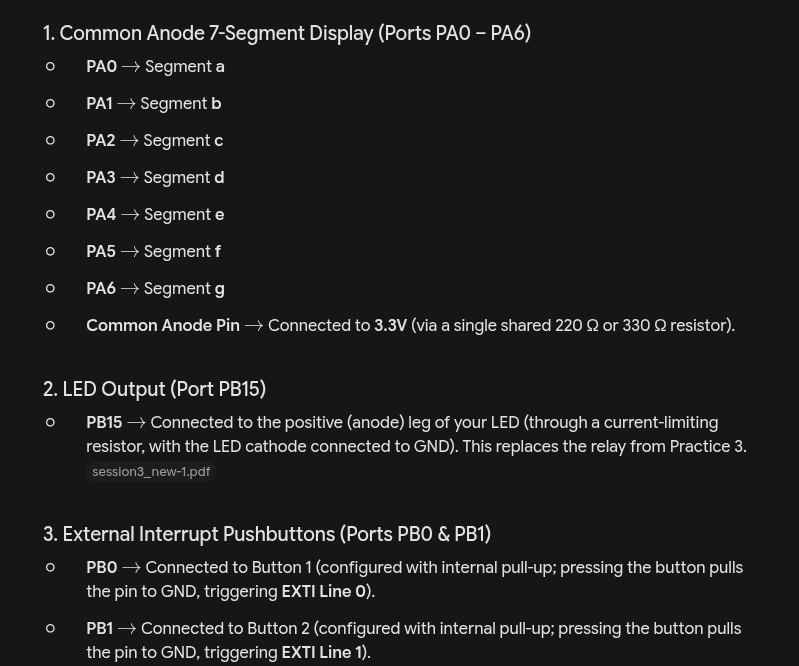 1. Common Anode 7-Segment Display (Ports PA0 – PA6)
○ PA0 → Segment a
○ PA1 → Segment b
○ PA2 → Segment c
○ PA3 → Segment d
○ PA4 → Segment e
○ PA5 → Segment f
○ PA6 → Segment g
○ Common Anode Pin → Connected to 3.3V (via a single shared 220 Ω or 330 Ω resistor).
2. LED Output (Port PB15)
○ PB15 → Connected to the positive (anode) leg of your LED (through a current-limiting
resistor, with the LED cathode connected to GND). This replaces the relay from Practice 3.
session3_new-1.pdf
3. External Interrupt Pushbuttons (Ports PB0 & PB1)
○ PB0 → Connected to Button 1 (configured with internal pull-up; pressing the button pulls
the pin to GND, triggering EXTI Line 0).
○ PB1 → Connected to Button 2 (configured with internal pull-up; pressing the button pulls
the pin to GND, triggering EXTI Line 1).